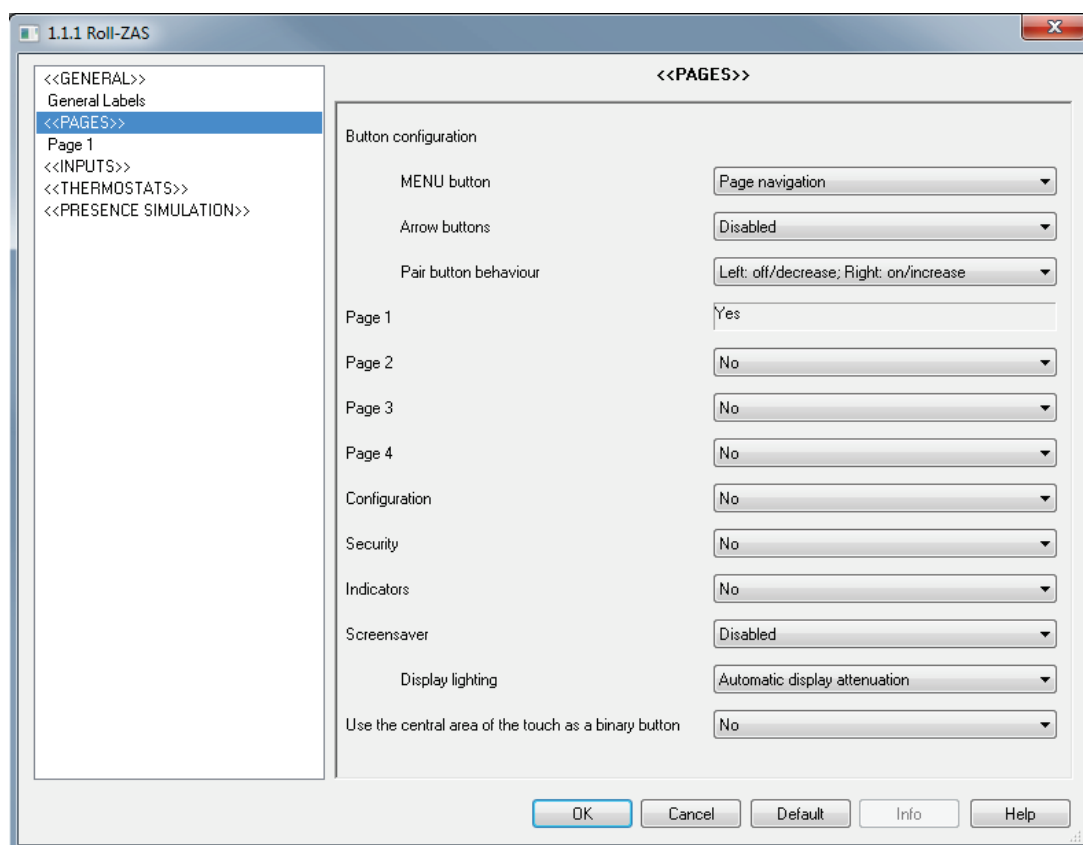 1.1.1 Roll-ZAS
<<GENERAL>>
General Labels
<<PAGES>>
Page 1
<<INPUTS>>
<<THERMOSTATS>>
<<PRESENCE SIMULATION>>
<<PAGES>>
Button configuration
MENU button Page navigation
Arrow buttons Disabled
Pair button behaviour Left: off/decrease; Right: on/increase
Page 1 Yes
Page 2 No
Page 3 No
Page 4 No
Configuration No
Security No
Indicators No
Screensaver Disabled
Display lighting Automatic display attenuation
Use the central area of the touch as a binary button No
OK Cancel Default Info Help